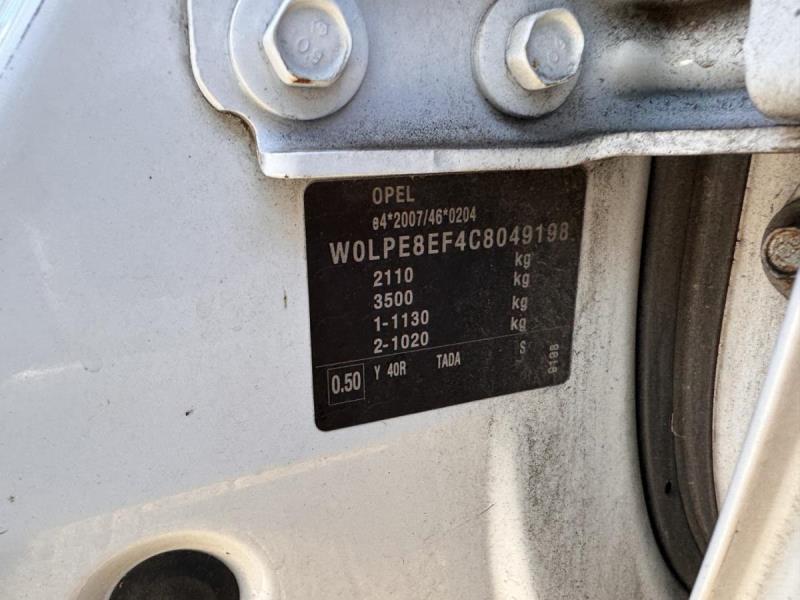 OPEL
e4*2007/46*0204
W0LPE8EF4C8049198
2110 kg
3500 kg
1-1130 kg
2-1020 kg
0.50 Y 40R TADA S
9198